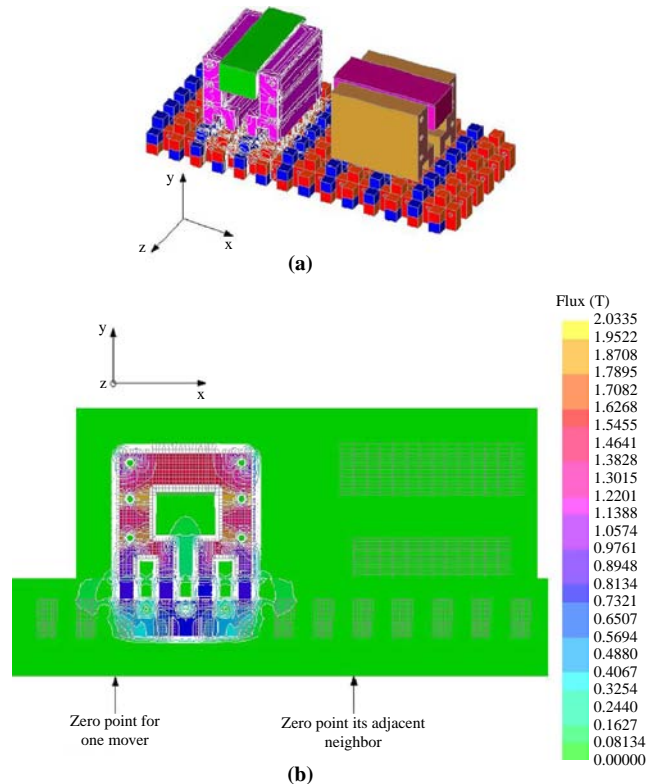 y
z
x
(a)
Flux (T)
y
z
x
2.0335
1.9522
1.8708
1.7895
1.7082
1.6268
1.5455
1.4641
1.3828
1.3015
1.2201
1.1388
1.0574
0.9761
0.8948
0.8134
0.7321
0.6507
0.5694
0.4880
0.4067
0.3254
0.2440
0.1627
0.08134
0.00000
Zero point for
one mover
Zero point its adjacent
neighbor
(b)